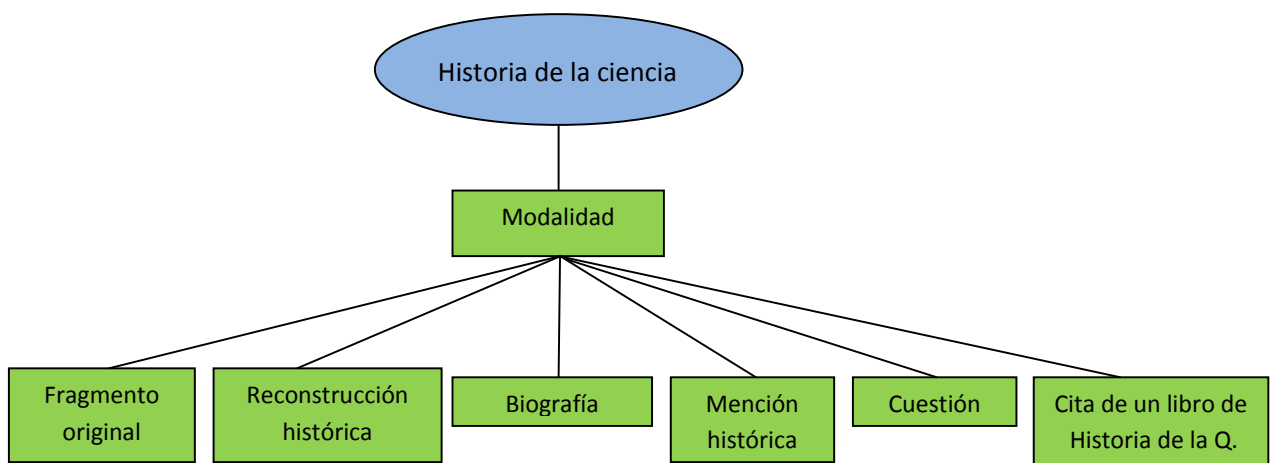 Historia de la ciencia
Modalidad
Fragmento
original
Reconstrucción
histórica
Biografía
Mención
histórica
Cuestión
Cita de un libro de
Historia de la Q.